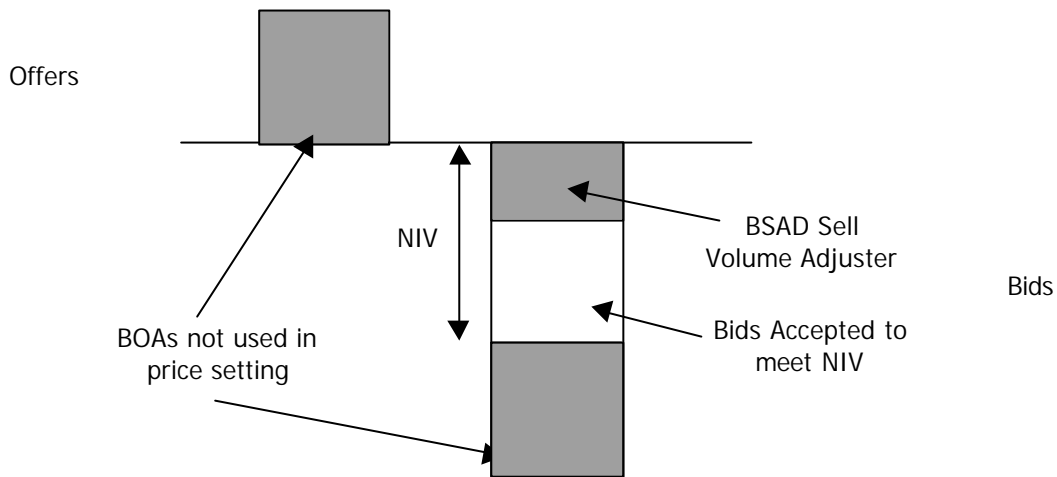 Offers
NIV
BSAD Sell
Volume Adjuster
Bids
BOAs not used in
price setting
Bids Accepted to
meet NIV